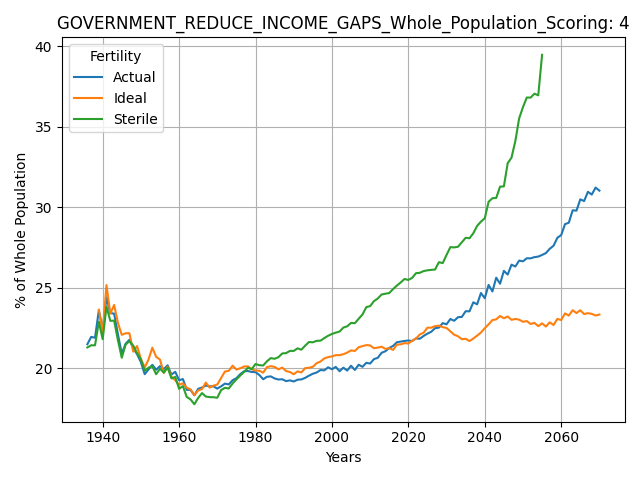 GOVERNMENT_REDUCE_INCOME_GAPS_Whole_Population_Scoring: 4
40
35
30
25
20
% of Whole Population
Fertility
Actual
Ideal
Sterile
1940 1960 1980 2000 2020 2040 2060
Years